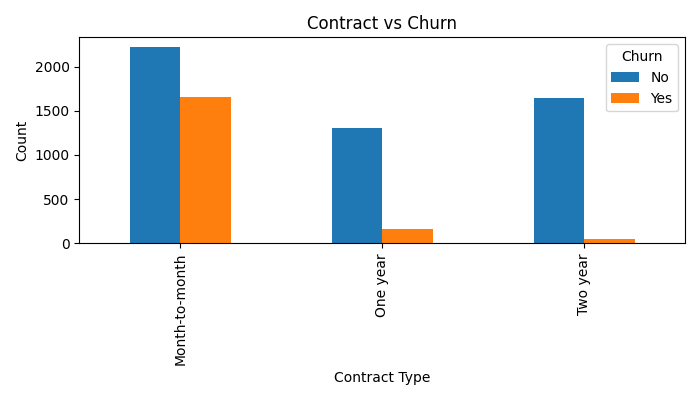 Contract vs Churn
Churn
No
Yes
Count
2000
1500
1000
500
0
Month-to-month
One year
Two year
Contract Type